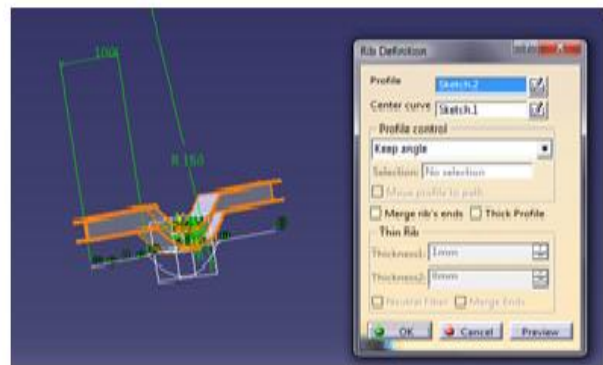 100
R 150
Rib Definition
Profile
Sketch.2
Center curve
Sketch.1
Profile control
Keep angle
Selection: No selection
Move profile to path
Merge rib's ends
Thick Profile
Thin Rib
Thickness1: 1mm
Thickness2: 0mm
Neutral Fiber
Merge Ends
OK
Cancel
Preview